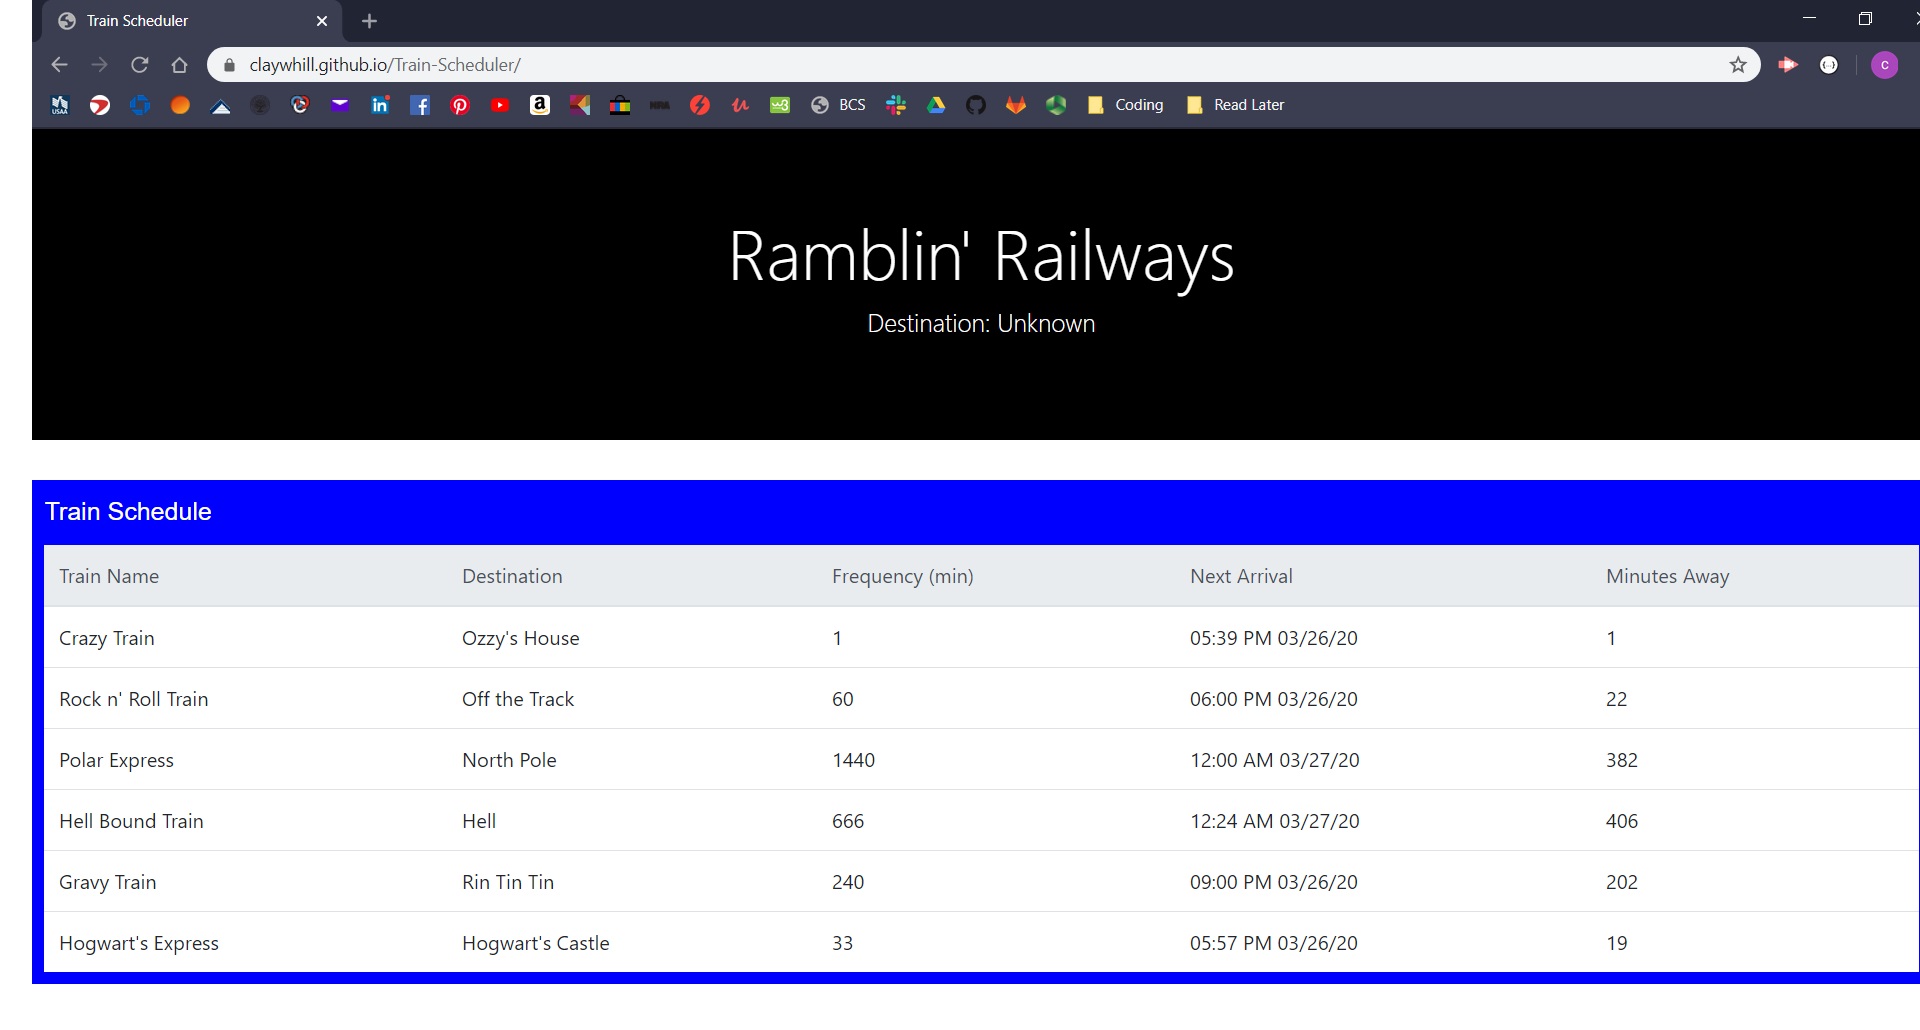 Train Scheduler
claywhill.github.io/Train-Scheduler/
USAA BCS Coding Read Later
Ramblin' Railways
Destination: Unknown
Train Schedule
Train Name Destination Frequency (min) Next Arrival Minutes Away
Crazy Train Ozzy's House 1 05:39 PM 03/26/20 1
Rock n' Roll Train Off the Track 60 06:00 PM 03/26/20 22
Polar Express North Pole 1440 12:00 AM 03/27/20 382
Hell Bound Train Hell 666 12:24 AM 03/27/20 406
Gravy Train Rin Tin Tin 240 09:00 PM 03/26/20 202
Hogwart's Express Hogwart's Castle 33 05:57 PM 03/26/20 19